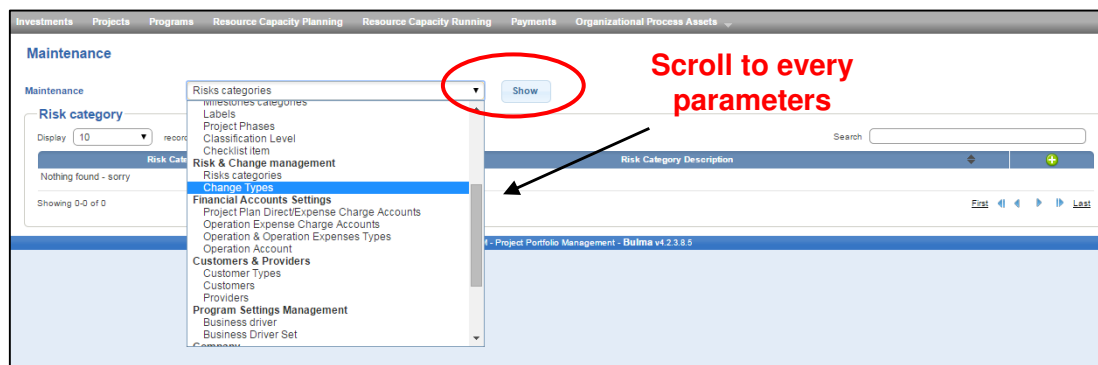 Investments Projects Programs Resource Capacity Planning Resource Capacity Running Payments Organizational Process Assets
Maintenance
Scroll to every
parameters
Maintenance Risks categories Show
Risk category
Milestones categories
Labels
Display 10 Search
Project Phases
Classification Level
Checklist item
Risk Category Description
Risk & Change management
Nothing found - sorry
Risks categories
Change Types
Showing 0-0 of 0 First Last
Financial Accounts Settings
Project Plan Direct/Expense Charge Accounts
Operation Expense Charge Accounts
Operation & Operation Expenses Types
- Project Portfolio Management - Bulma v4.2.3.8.5
Operation Account
Customers & Providers
Customer Types
Customers
Providers
Program Settings Management
Business driver
Business Driver Set
Company